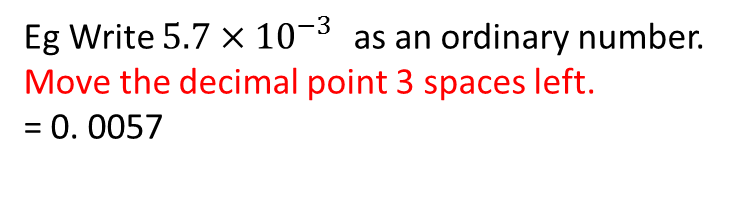 Eg Write 5.7 × 10⁻³ as an ordinary number.
Move the decimal point 3 spaces left.
= 0. 0057